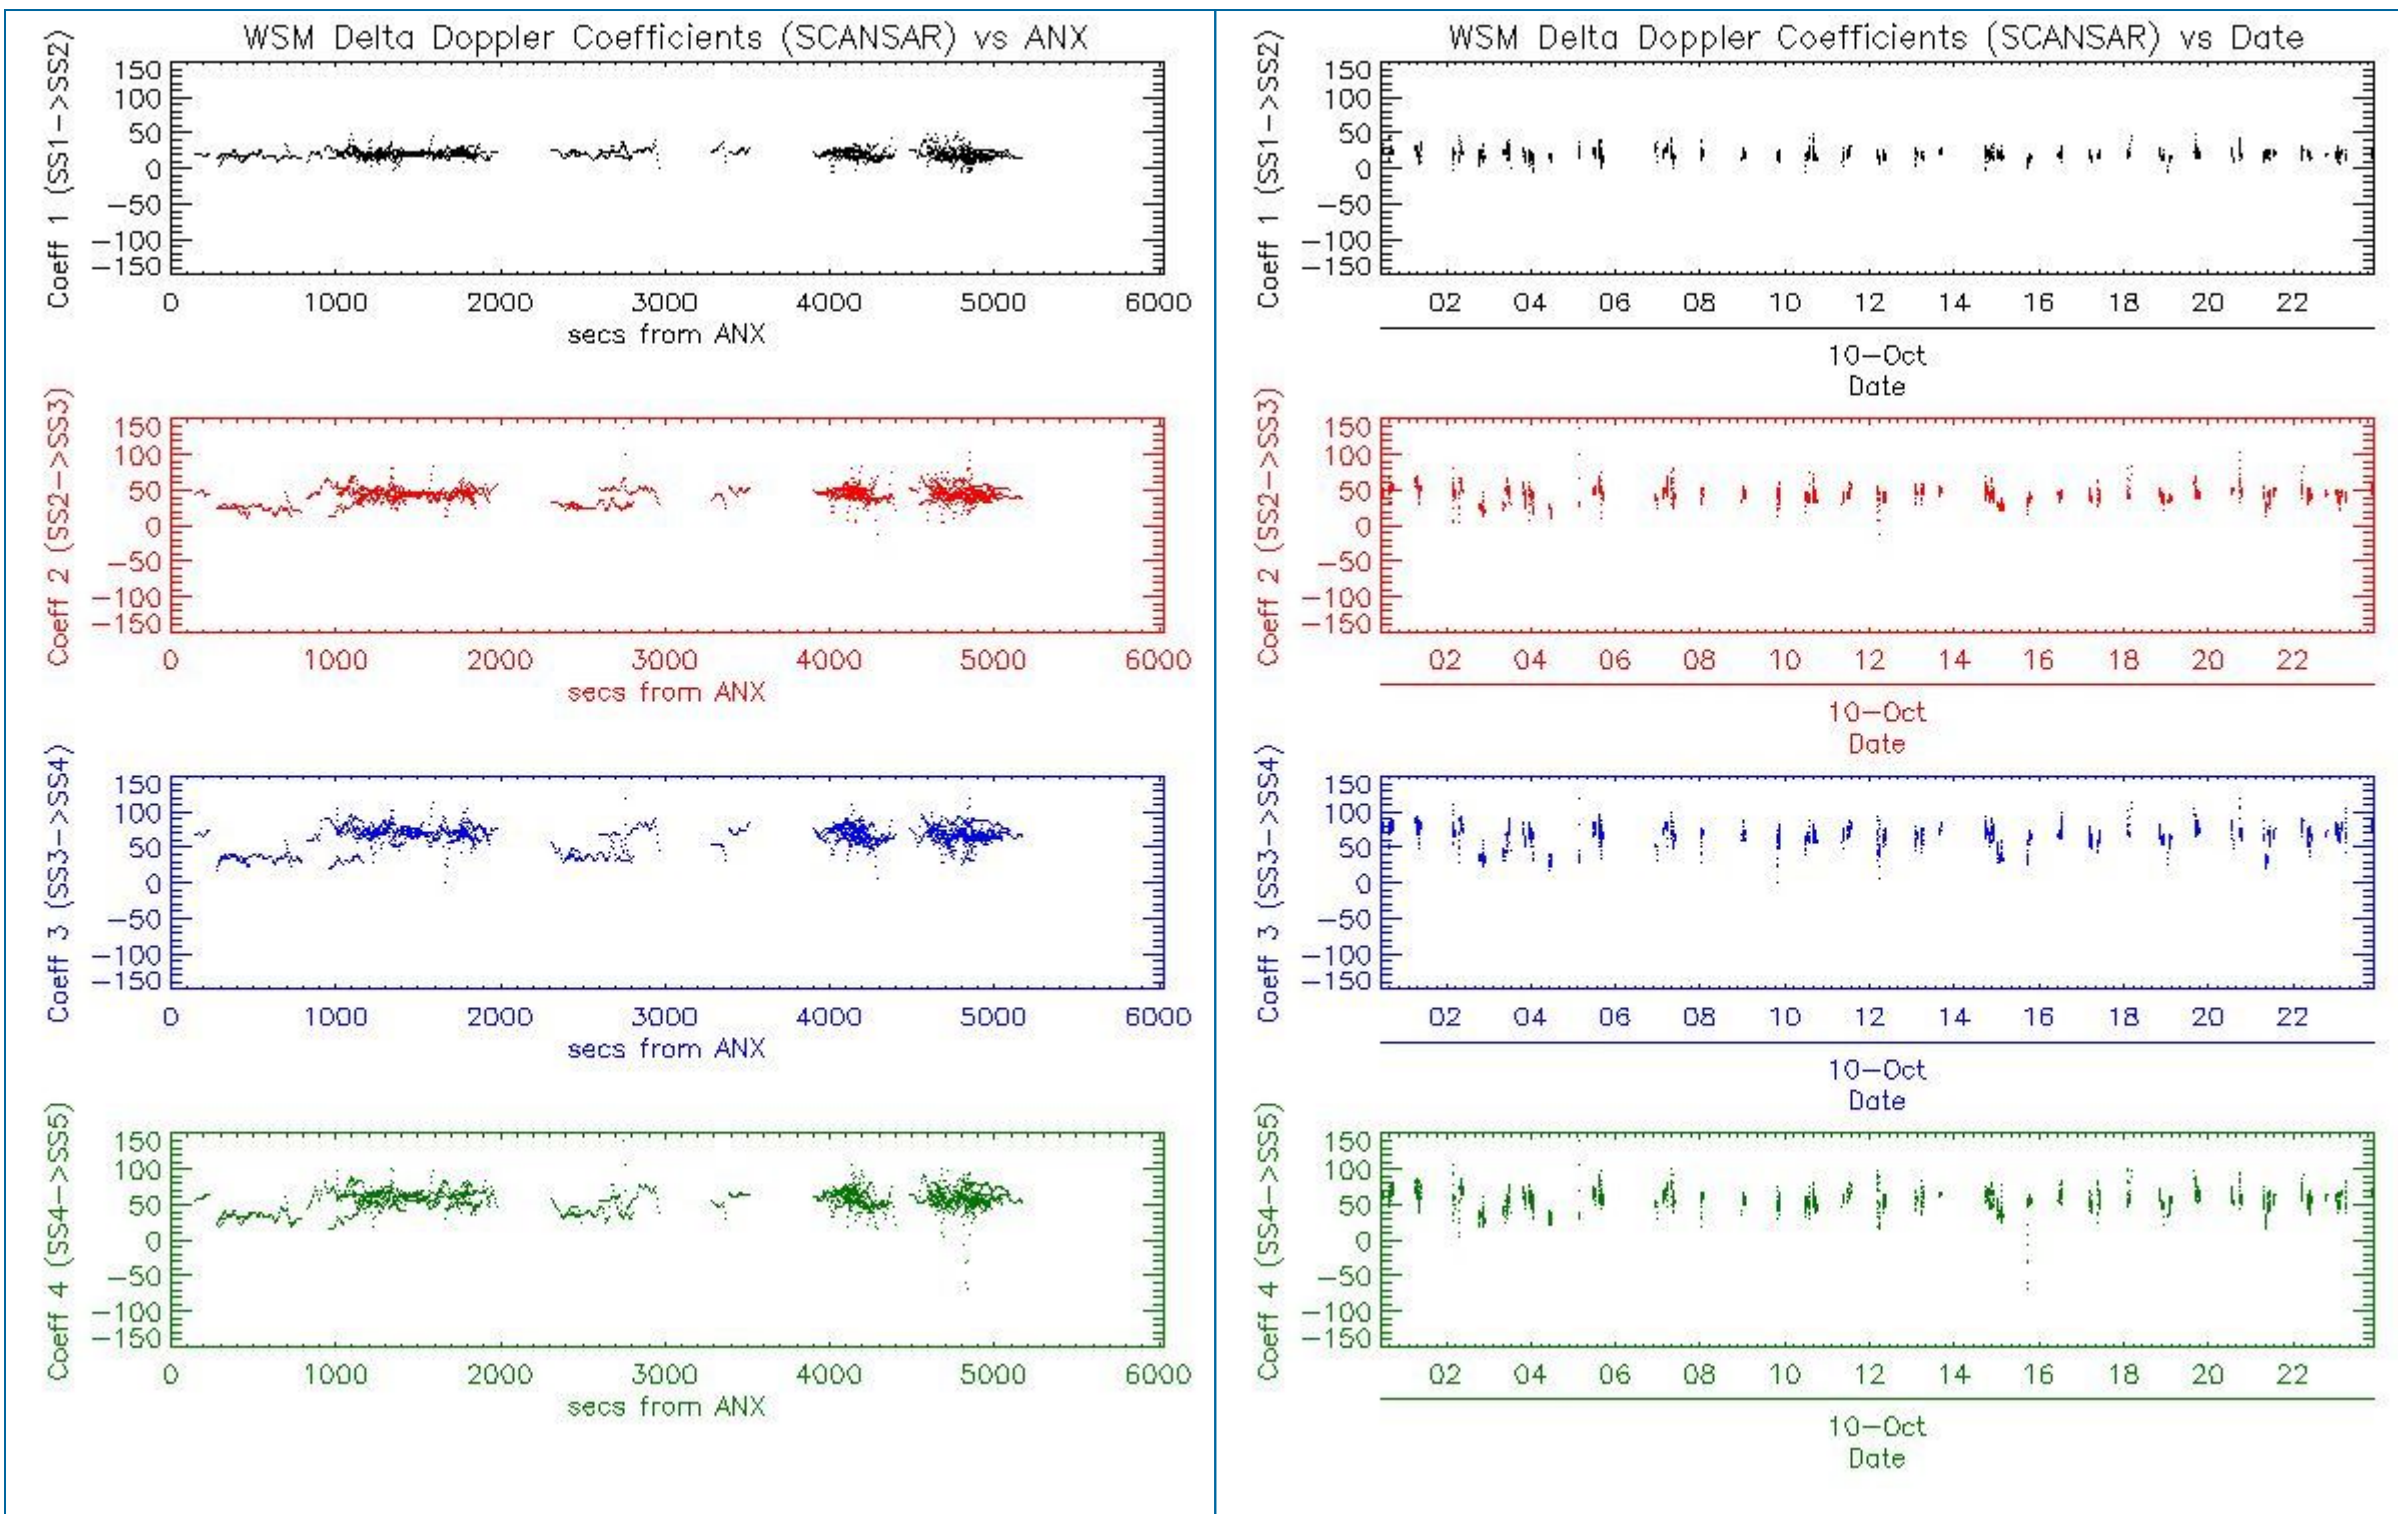 WSM Delta Doppler Coefficients (SCANSAR) vs ANX
Coeff 1 (SS1->SS2)
150
100
50
0
-50
-100
-150
0 1000 2000 3000 4000 5000 6000
secs from ANX
Coeff 2 (SS2->SS3)
150
100
50
0
-50
-100
-150
0 1000 2000 3000 4000 5000 6000
secs from ANX
Coeff 3 (SS3->SS4)
150
100
50
0
-50
-100
-150
0 1000 2000 3000 4000 5000 6000
secs from ANX
Coeff 4 (SS4->SS5)
150
100
50
0
-50
-100
-150
0 1000 2000 3000 4000 5000 6000
secs from ANX
WSM Delta Doppler Coefficients (SCANSAR) vs Date
Coeff 1 (SS1->SS2)
150
100
50
0
-50
-100
-150
02 04 06 08 10 12 14 16 18 20 22
10-Oct
Date
Coeff 2 (SS2->SS3)
150
100
50
0
-50
-100
-150
02 04 06 08 10 12 14 16 18 20 22
10-Oct
Date
Coeff 3 (SS3->SS4)
150
100
50
0
-50
-100
-150
02 04 06 08 10 12 14 16 18 20 22
10-Oct
Date
Coeff 4 (SS4->SS5)
150
100
50
0
-50
-100
-150
02 04 06 08 10 12 14 16 18 20 22
10-Oct
Date